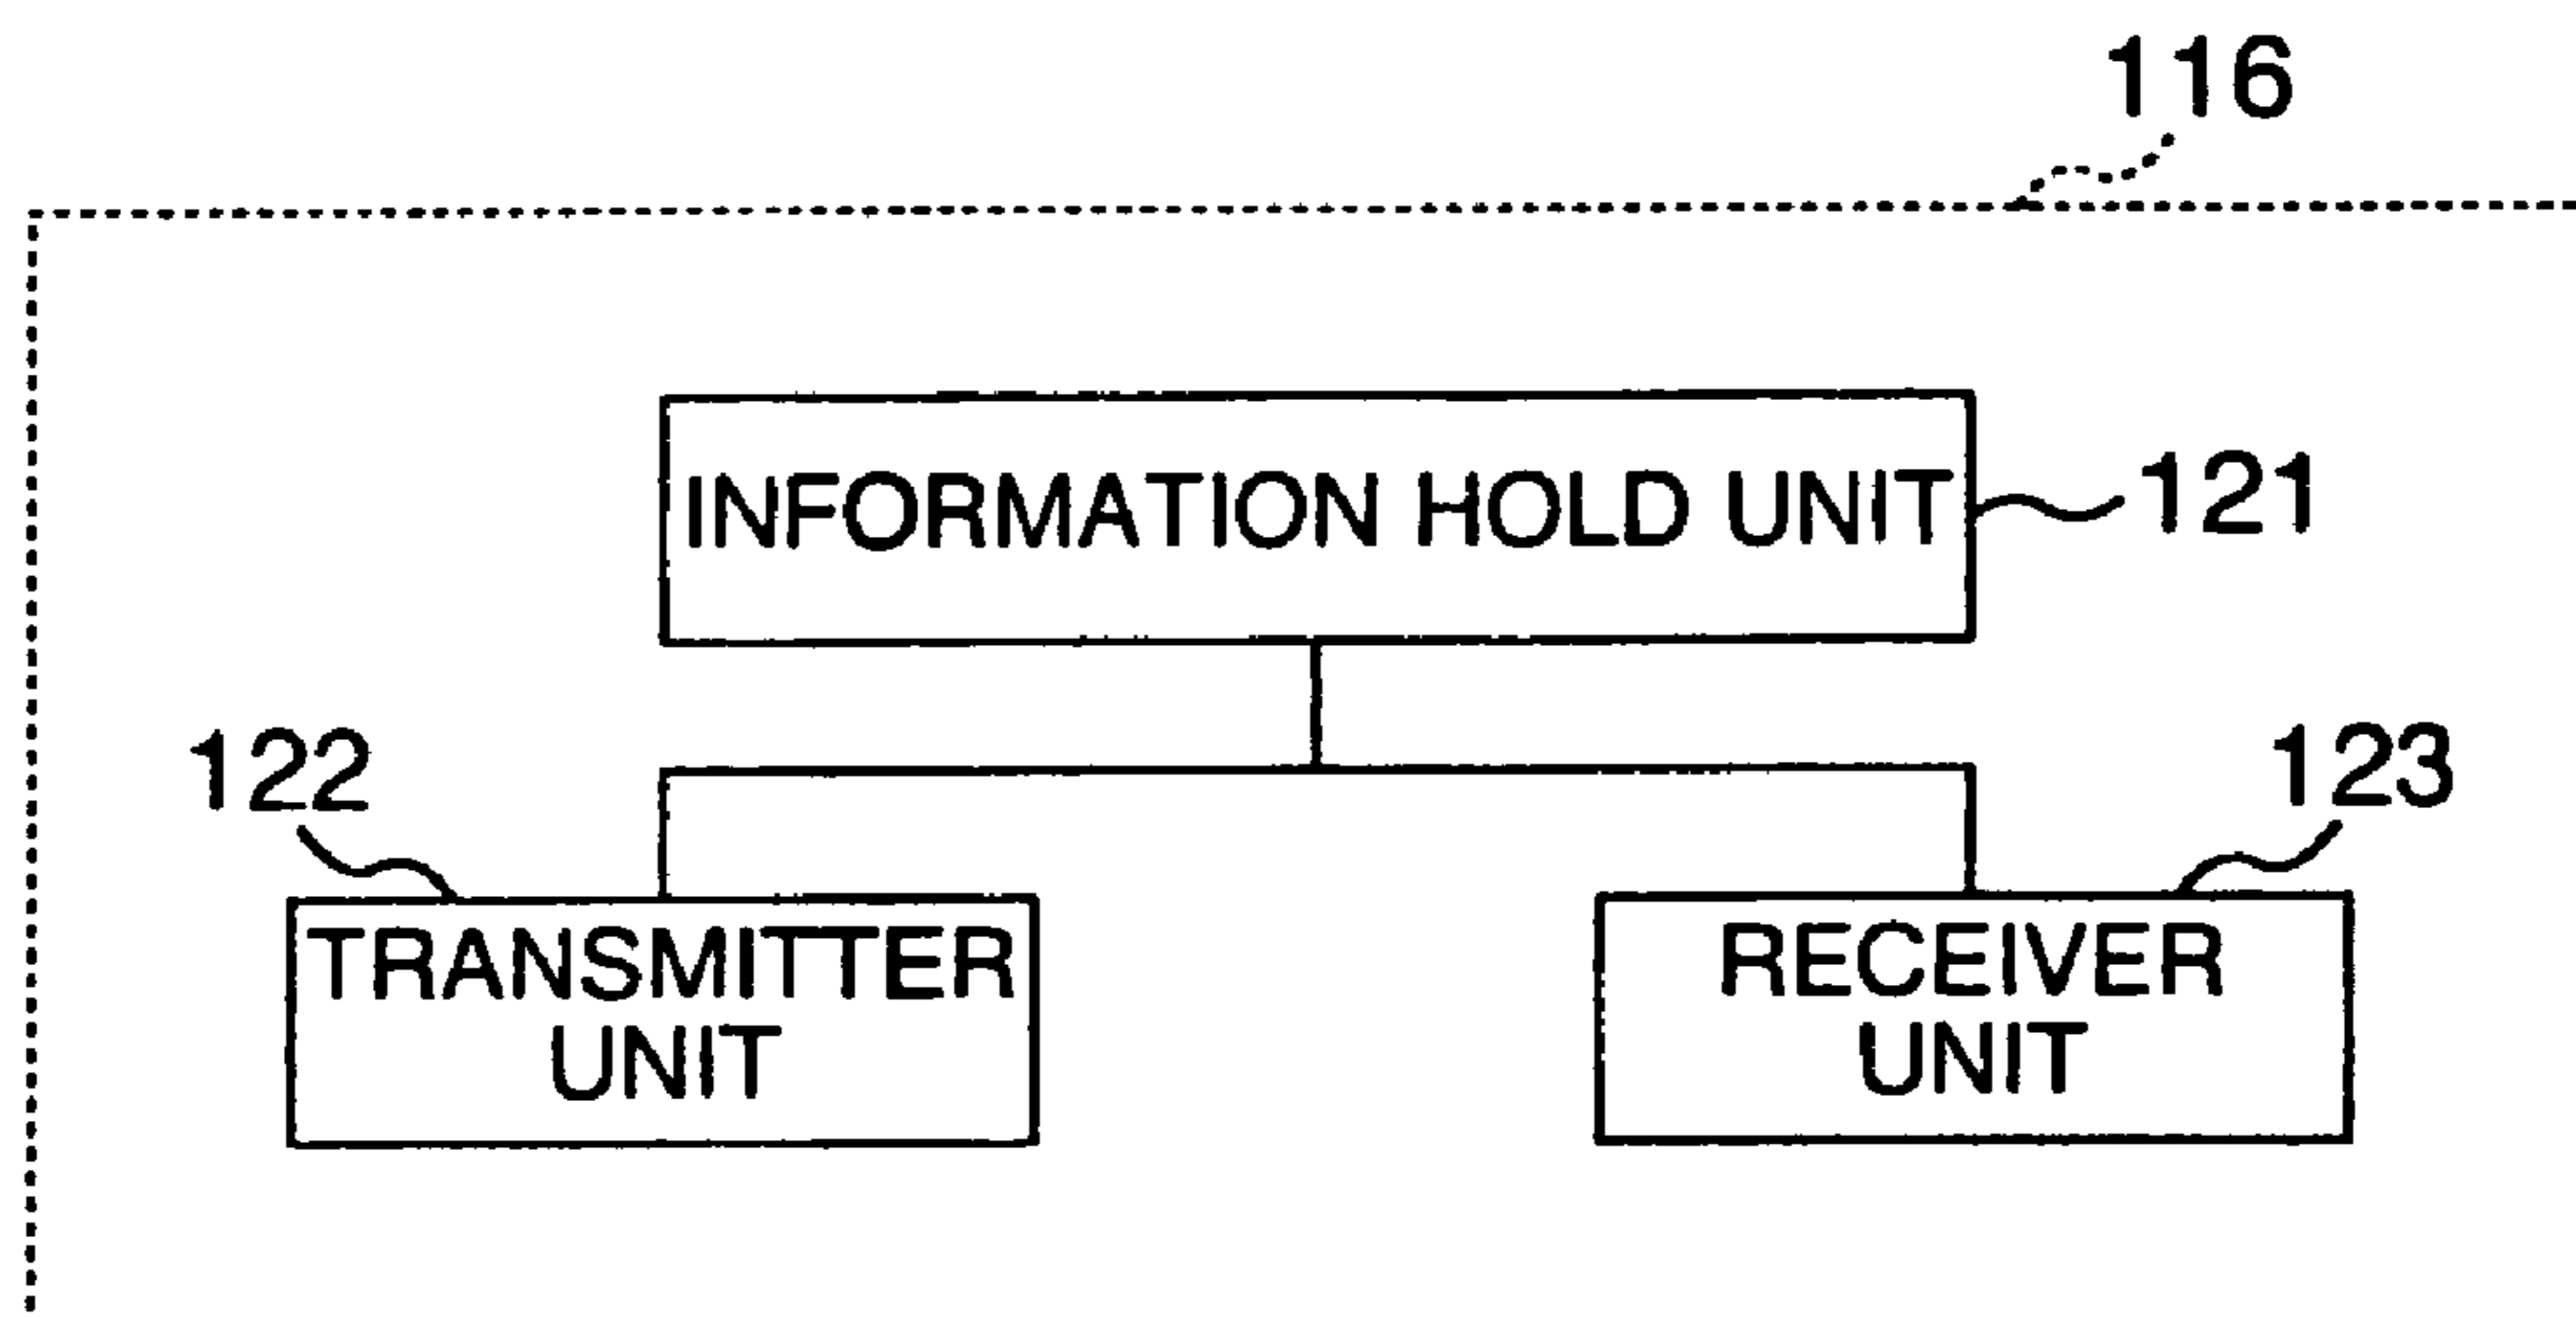 116
INFORMATION HOLD UNIT
121
122
123
TRANSMITTER
UNIT
RECEIVER
UNIT